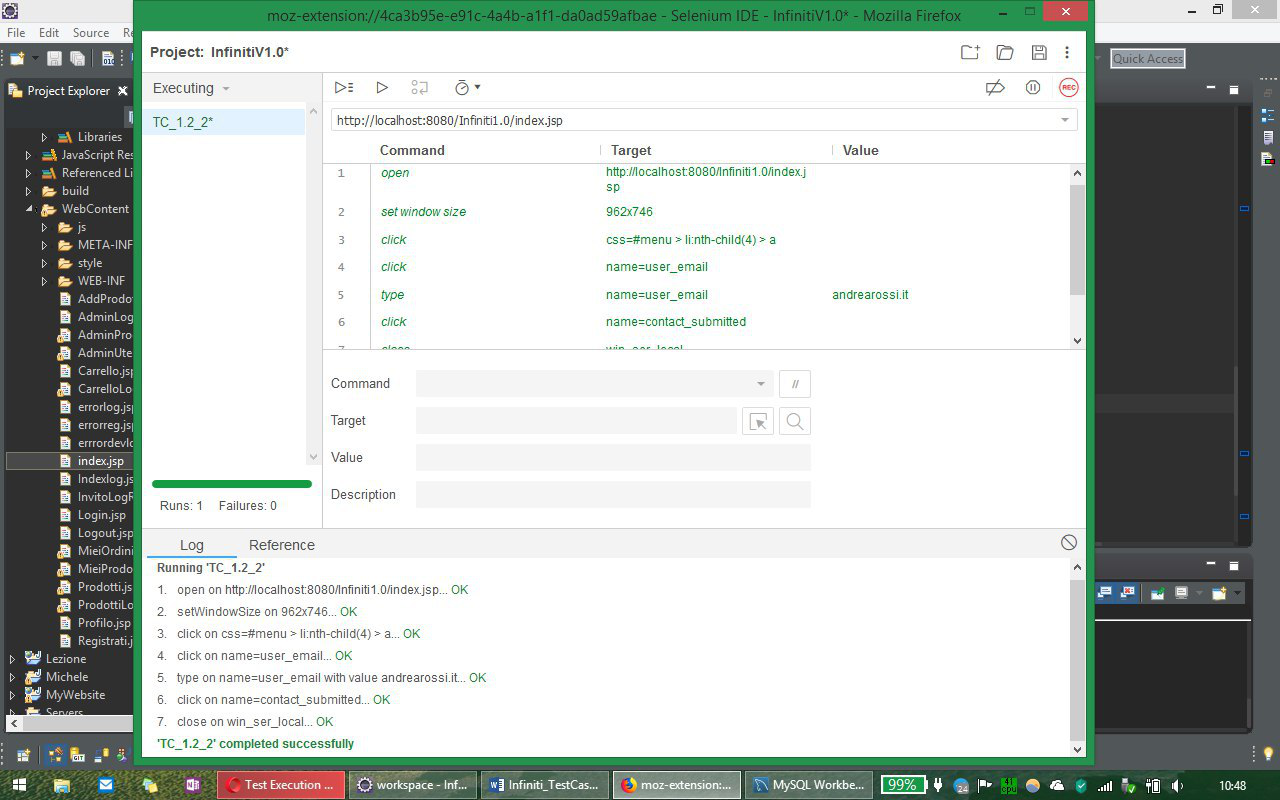 moz-extension://4ca3b95e-e91c-4a4b-a1f1-da0ad59afbae - Selenium IDE - InfinitiV1.0* - Mozilla Firefox
File Edit Source Re
Quick Access
Project Explorer
Libraries
JavaScript Res
Referenced Li
build
WebContent
js
META-INF
style
WEB-INF
AddProdo
AdminLog
AdminPro
AdminUte
Carrello.jsp
CarrelloLo
errorlog.jsp
errorreg.jsp
errrordevlo
index.jsp
Indexlog.js
InvitoLogR
Login.jsp
Logout.jsp
MieiOrdini
MieiProdo
Prodotti.js
ProdottiLo
Profilo.jsp
Registrati.j
Lezione
Michele
MyWebsite
Servers
Project: InfinitiV1.0*
Executing
REC
TC_1.2_2*
http://localhost:8080/Infiniti1.0/index.jsp
Command Target Value
1 open http://localhost:8080/Infiniti1.0/index.j
sp
2 set window size 962x746
3 click css=#menu > li:nth-child(4) > a
4 click name=user_email
5 type name=user_email andrearossi.it
6 click name=contact_submitted
7 close win_ser_local
Command //
Target
Value
Description
Runs: 1 Failures: 0
Log Reference
Running 'TC_1.2_2'
1. open on http://localhost:8080/Infiniti1.0/index.jsp... OK
2. setWindowSize on 962x746... OK
3. click on css=#menu > li:nth-child(4) > a... OK
4. click on name=user_email... OK
5. type on name=user_email with value andrearossi.it... OK
6. click on name=contact_submitted... OK
7. close on win_ser_local... OK
'TC_1.2_2' completed successfully
Test Execution ...
workspace - Inf...
Infiniti_TestCas...
moz-extension:...
MySQL Workbe...
99%
24
10:48